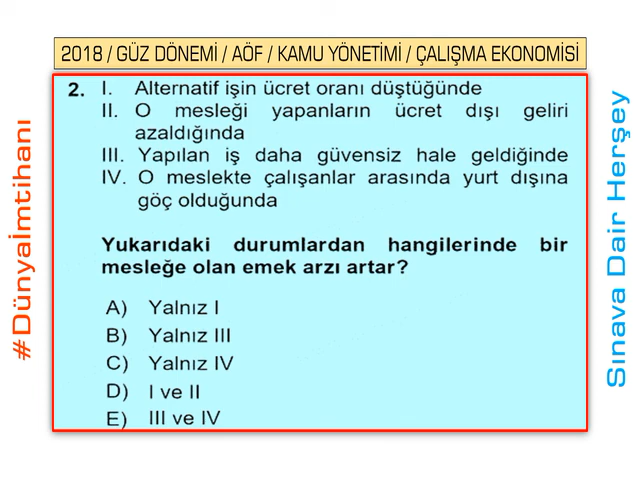 2018 / GÜZ DÖNEMİ / AÖF / KAMU YÖNETİMİ / ÇALIŞMA EKONOMİSİ
#Dünyaİmtihanı
2. I. Alternatif işin ücret oranı düştüğünde
II. O mesleği yapanların ücret dışı geliri
azaldığında
III. Yapılan iş daha güvensiz hale geldiğinde
IV. O meslekte çalışanlar arasında yurt dışına
göç olduğunda
Yukarıdaki durumlardan hangilerinde bir
mesleğe olan emek arzı artar?
A) Yalnız I
B) Yalnız III
C) Yalnız IV
D) I ve II
E) III ve IV
Sınava Dair Herşey